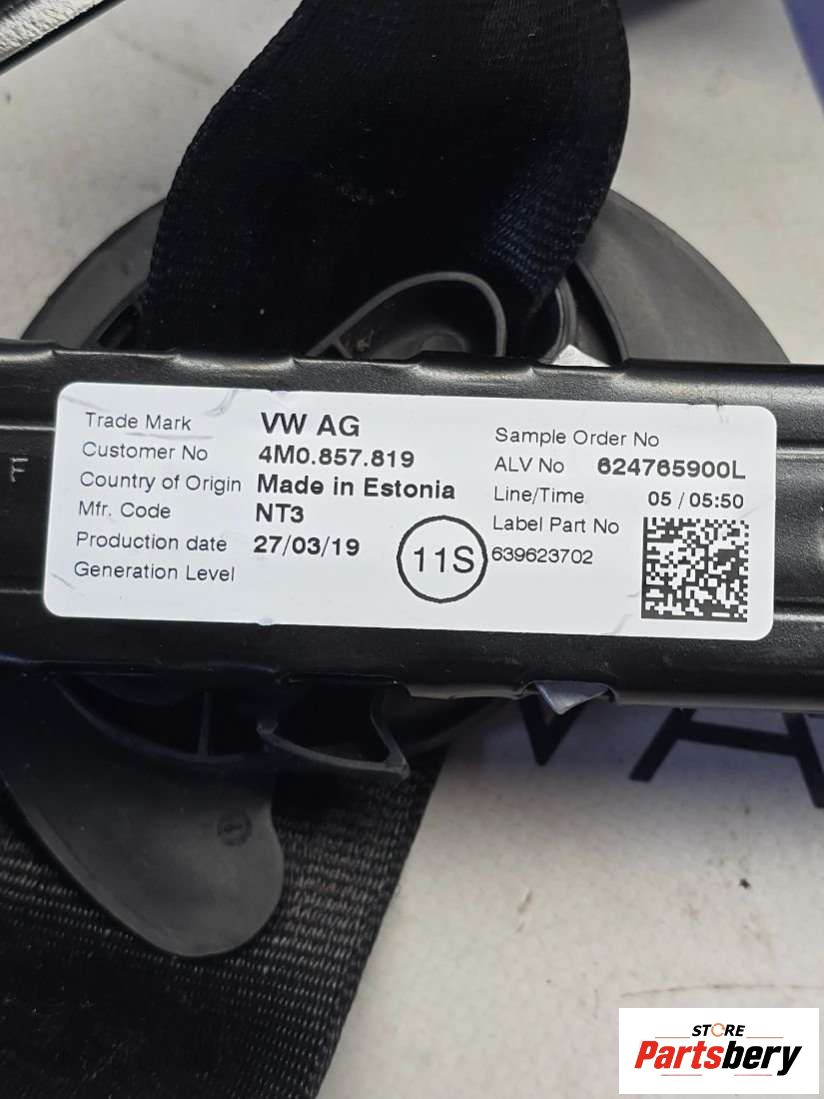 Trade Mark VW AG
Customer No 4M0.857.819
Country of Origin Made in Estonia
Mfr. Code NT3
Production date 27/03/19
Generation Level
11S
Sample Order No
ALV No 624765900L
Line/Time 05 / 05:50
Label Part No
639623702
STORE
Partsbery